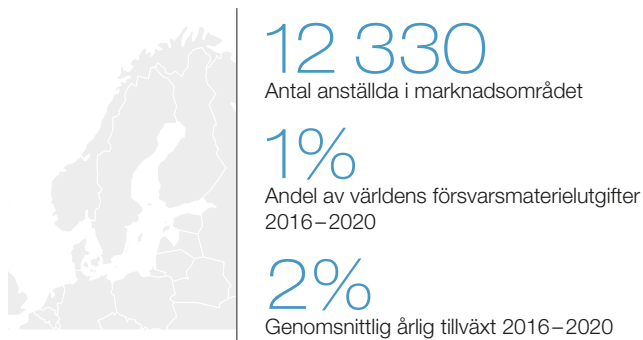 12 330
Antal anställda i marknadsområdet
1%
Andel av världens försvarsmaterielutgifter
2016–2020
2%
Genomsnittlig årlig tillväxt 2016–2020